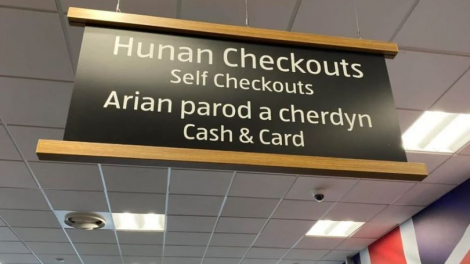 Hunan Checkouts
Self Checkouts
Arian parod a cherdyn
Cash & Card